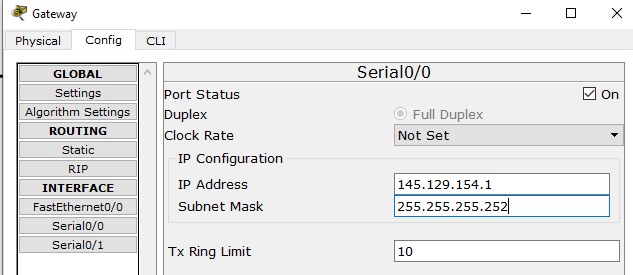 Gateway
Physical Config CLI
GLOBAL
Settings
Algorithm Settings
ROUTING
Static
RIP
INTERFACE
FastEthernet0/0
Serial0/0
Serial0/1
Serial0/0
Port Status On
Duplex Full Duplex
Clock Rate Not Set
IP Configuration
IP Address 145.129.154.1
Subnet Mask 255.255.255.252
Tx Ring Limit 10